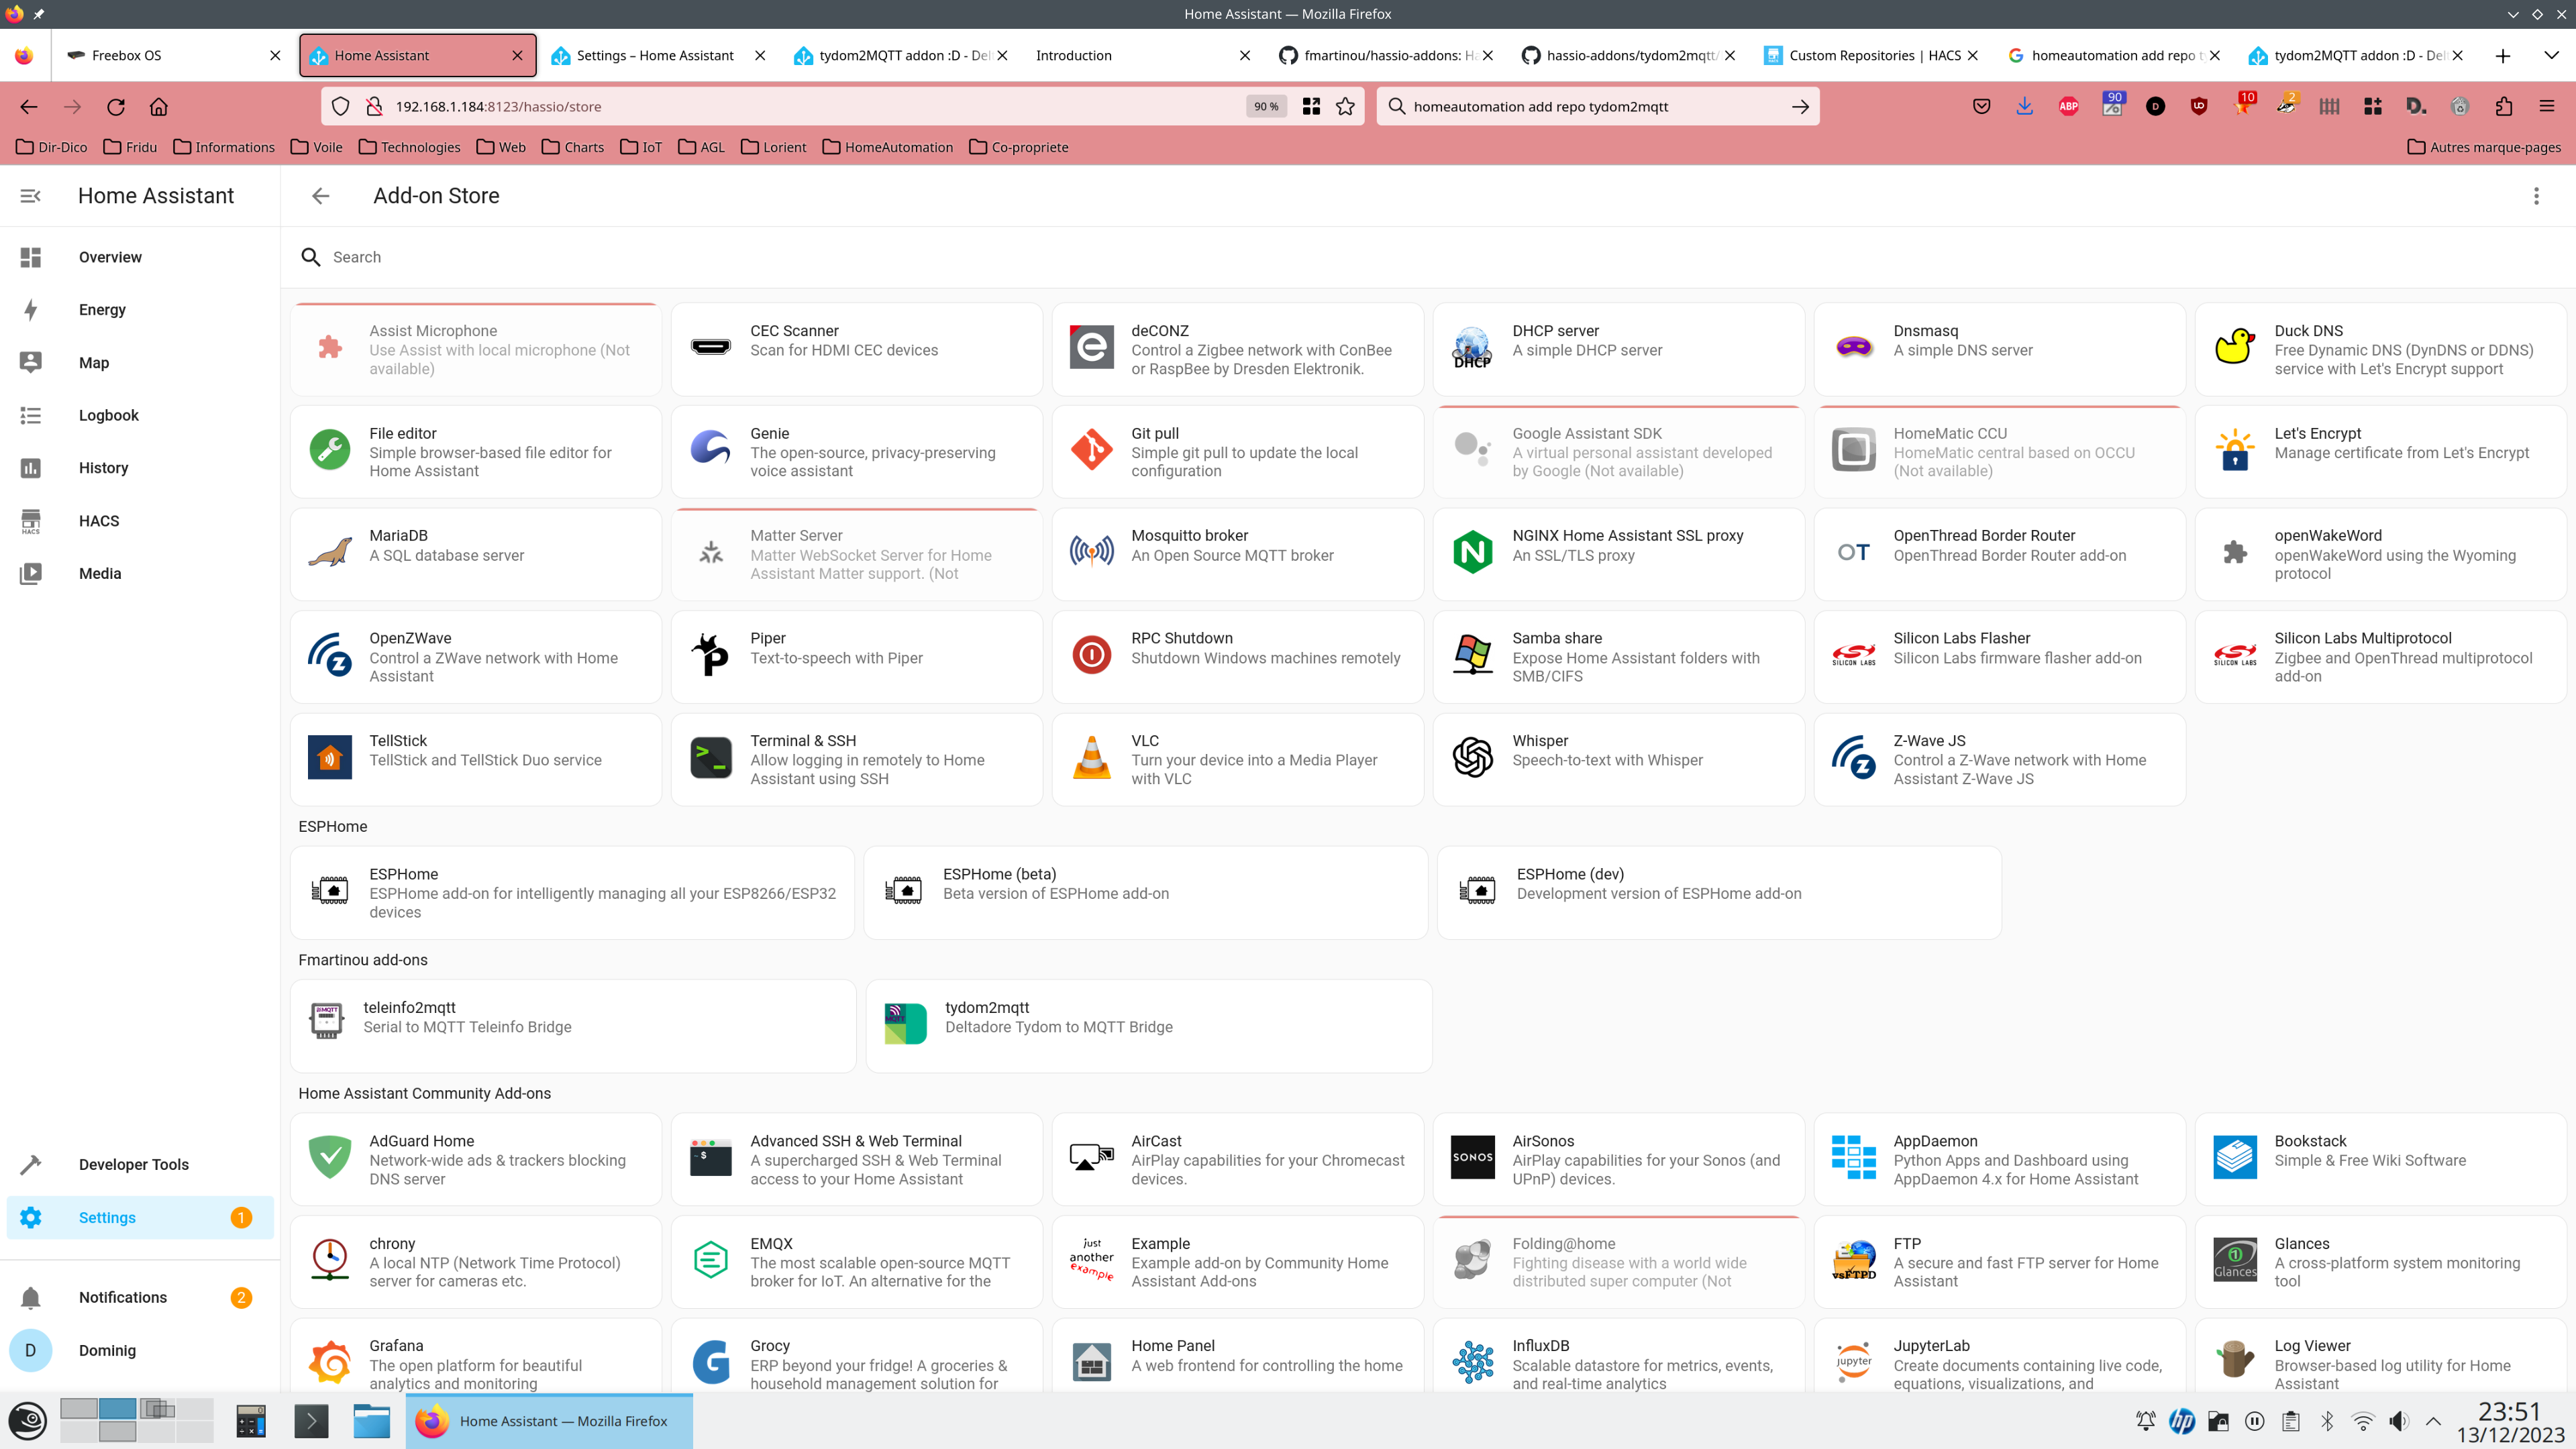 Home Assistant — Mozilla Firefox
Freebox OS
Home Assistant
Settings – Home Assistant
tydom2MQTT addon :D - Del
Introduction
fmartinou/hassio-addons: Ha
hassio-addons/tydom2mqtt/
Custom Repositories | HACS
homeautomation add repo t
tydom2MQTT addon :D - Del
192.168.1.184:8123/hassio/store
90 %
homeautomation add repo tydom2mqtt
ABP
90
D
10
2
D.
Dir-Dico
Fridu
Informations
Voile
Technologies
Web
Charts
IoT
AGL
Lorient
HomeAutomation
Co-propriete
Autres marque-pages
Home Assistant
Add-on Store
Search
Overview
Energy
Map
Logbook
History
HACS
HACS
Media
Developer Tools
Settings
1
Notifications
2
D
Dominig
Assist Microphone
Use Assist with local microphone (Not
available)
CEC Scanner
Scan for HDMI CEC devices
deCONZ
Control a Zigbee network with ConBee
or RaspBee by Dresden Elektronik.
DHCP
DHCP server
A simple DHCP server
Dnsmasq
A simple DNS server
Duck DNS
Free Dynamic DNS (DynDNS or DDNS)
service with Let's Encrypt support
File editor
Simple browser-based file editor for
Home Assistant
Genie
The open-source, privacy-preserving
voice assistant
Git pull
Simple git pull to update the local
configuration
Google Assistant SDK
A virtual personal assistant developed
by Google (Not available)
HomeMatic CCU
HomeMatic central based on OCCU
(Not available)
Let's Encrypt
Manage certificate from Let's Encrypt
MariaDB
A SQL database server
Matter Server
Matter WebSocket Server for Home
Assistant Matter support. (Not
Mosquitto broker
An Open Source MQTT broker
N
NGINX Home Assistant SSL proxy
An SSL/TLS proxy
OT
OpenThread Border Router
OpenThread Border Router add-on
openWakeWord
openWakeWord using the Wyoming
protocol
OpenZWave
Control a ZWave network with Home
Assistant
Piper
Text-to-speech with Piper
RPC Shutdown
Shutdown Windows machines remotely
Samba share
Expose Home Assistant folders with
SMB/CIFS
SILICON LABS
Silicon Labs Flasher
Silicon Labs firmware flasher add-on
SILICON LABS
Silicon Labs Multiprotocol
Zigbee and OpenThread multiprotocol
add-on
TellStick
TellStick and TellStick Duo service
Terminal & SSH
Allow logging in remotely to Home
Assistant using SSH
VLC
Turn your device into a Media Player
with VLC
Whisper
Speech-to-text with Whisper
Z-Wave JS
Control a Z-Wave network with Home
Assistant Z-Wave JS
ESPHome
ESPHome
ESPHome add-on for intelligently managing all your ESP8266/ESP32
devices
ESPHome (beta)
Beta version of ESPHome add-on
ESPHome (dev)
Development version of ESPHome add-on
Fmartinou add-ons
MQTT
teleinfo2mqtt
Serial to MQTT Teleinfo Bridge
MQTT
tydom2mqtt
Deltadore Tydom to MQTT Bridge
Home Assistant Community Add-ons
AdGuard Home
Network-wide ads & trackers blocking
DNS server
Advanced SSH & Web Terminal
A supercharged SSH & Web Terminal
access to your Home Assistant
AirCast
AirPlay capabilities for your Chromecast
devices.
SONOS
AirSonos
AirPlay capabilities for your Sonos (and
UPnP) devices.
AppDaemon
Python Apps and Dashboard using
AppDaemon 4.x for Home Assistant
Bookstack
Simple & Free Wiki Software
chrony
A local NTP (Network Time Protocol)
server for cameras etc.
EMQX
The most scalable open-source MQTT
broker for IoT. An alternative for the
just
another
example
Example
Example add-on by Community Home
Assistant Add-ons
Folding@home
Fighting disease with a world wide
distributed super computer (Not
vsFTPD
FTP
A secure and fast FTP server for Home
Assistant
Glances
Glances
A cross-platform system monitoring
tool
Grafana
The open platform for beautiful
analytics and monitoring
Grocy
ERP beyond your fridge! A groceries &
household management solution for
Home Panel
A web frontend for controlling the home
InfluxDB
Scalable datastore for metrics, events,
and real-time analytics
jupyter
JupyterLab
Create documents containing live code,
equations, visualizations, and
Log Viewer
Browser-based log utility for Home
Assistant
Home Assistant — Mozilla Firefox
hp
23:51
13/12/2023